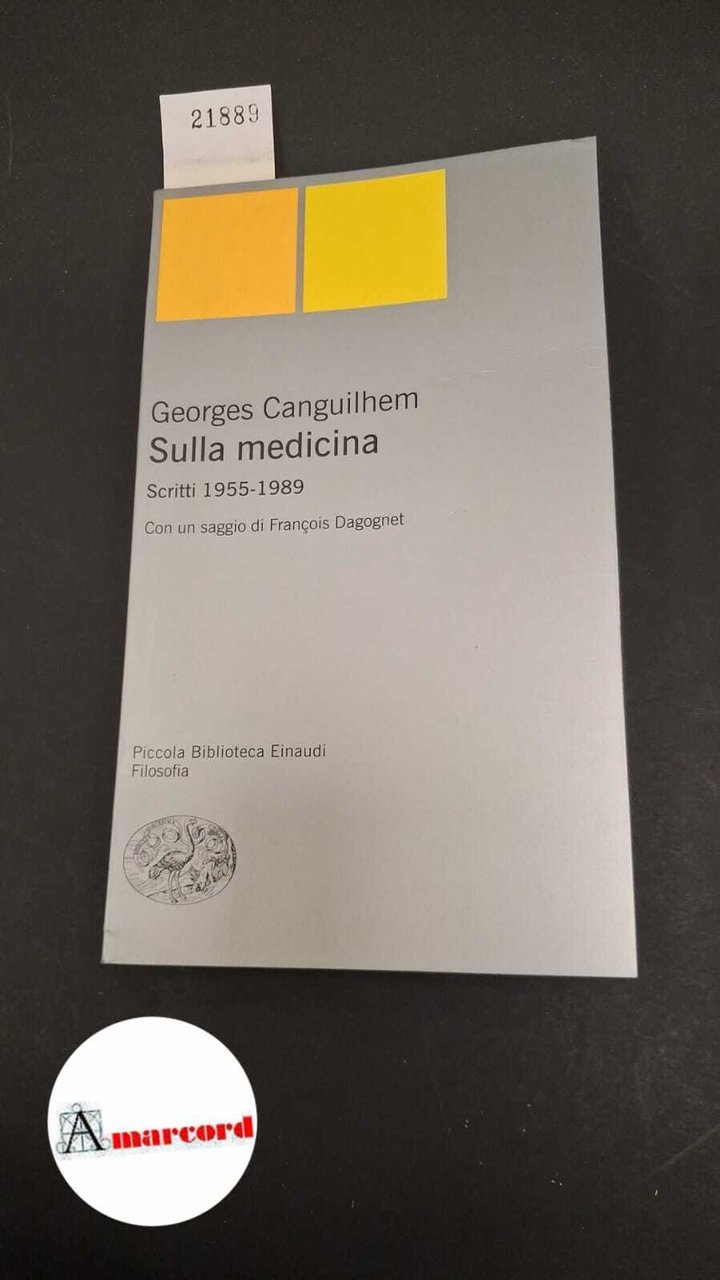 21889
Georges Canguilhem
Sulla medicina
Scritti 1955-1989
Con un saggio di François Dagognet
Piccola Biblioteca Einaudi
Filosofia
Amarcord